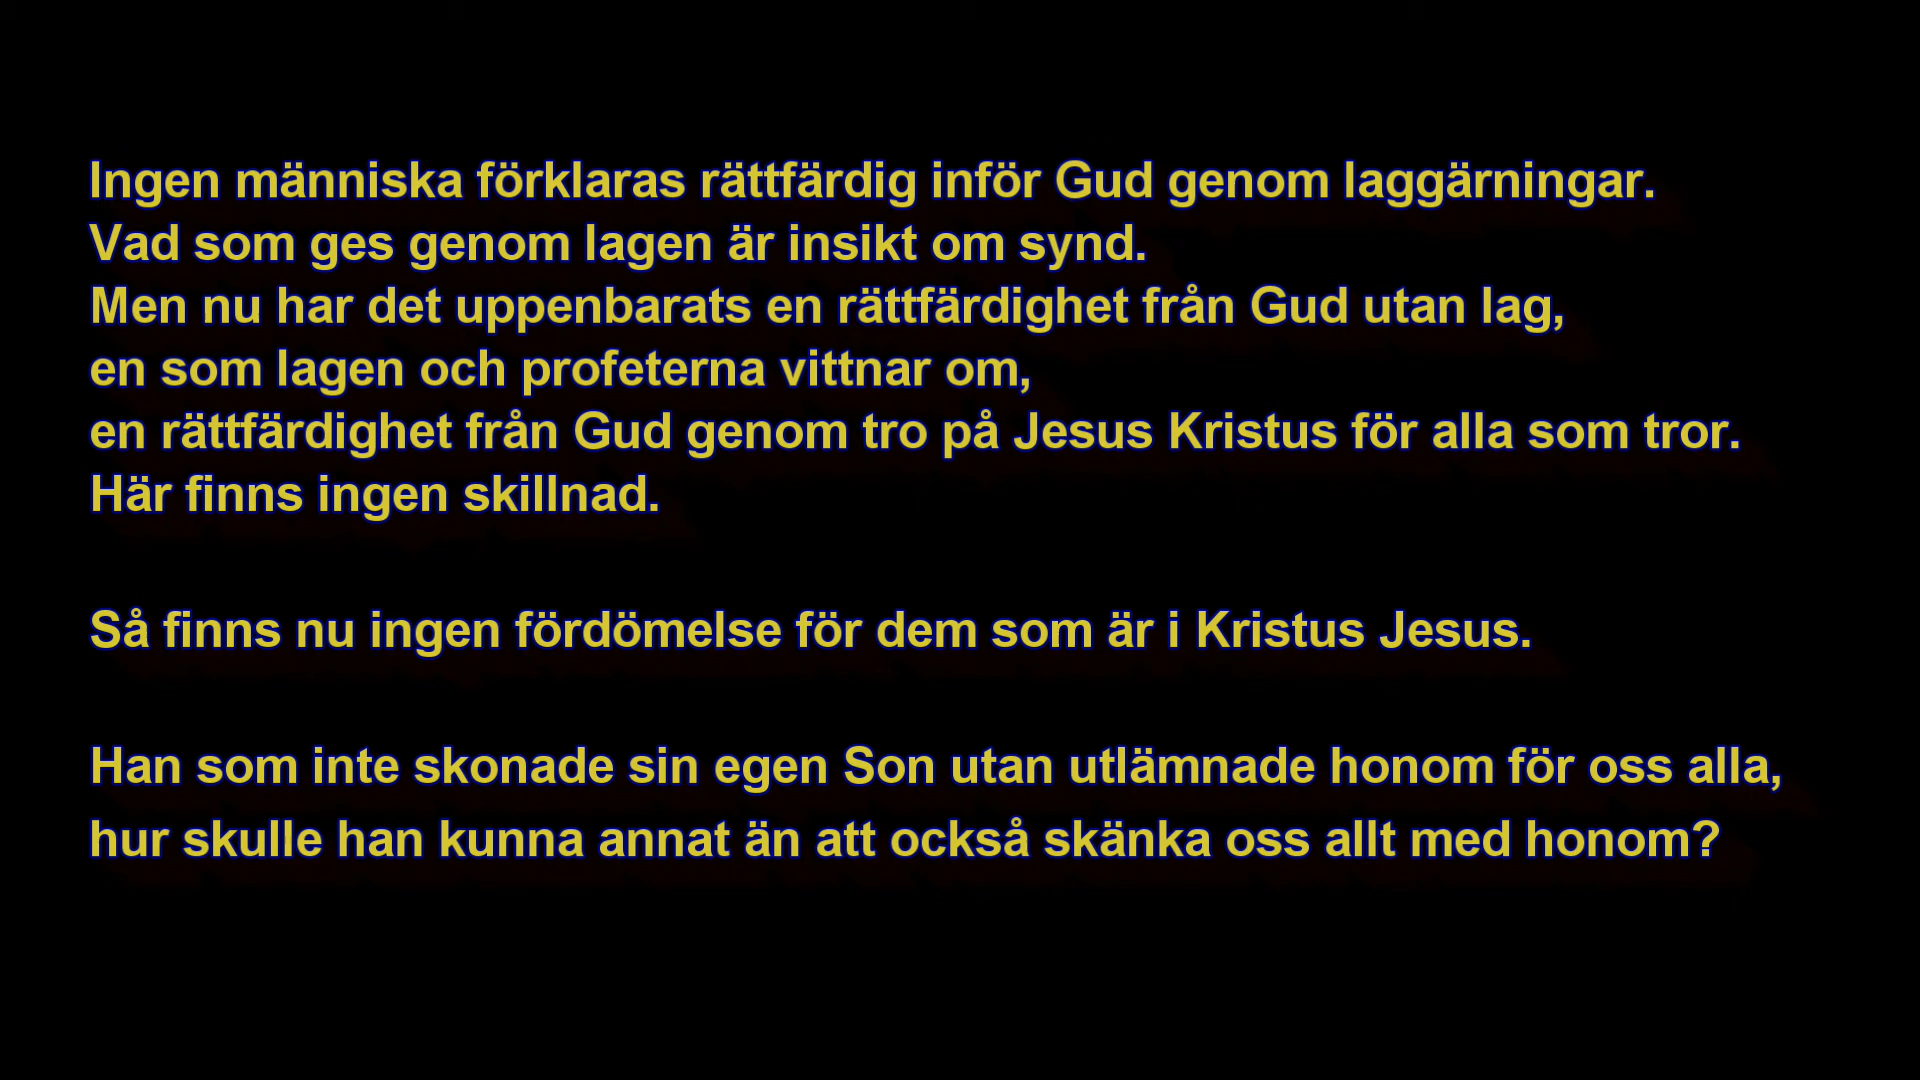 Ingen människa förklaras rättfärdig inför Gud genom laggärningar.
Vad som ges genom lagen är insikt om synd.
Men nu har det uppenbarats en rättfärdighet från Gud utan lag,
en som lagen och profeterna vittnar om,
en rättfärdighet från Gud genom tro på Jesus Kristus för alla som tror.
Här finns ingen skillnad.
Så finns nu ingen fördömelse för dem som är i Kristus Jesus.
Han som inte skonade sin egen Son utan utlämnade honom för oss alla,
hur skulle han kunna annat än att också skänka oss allt med honom?